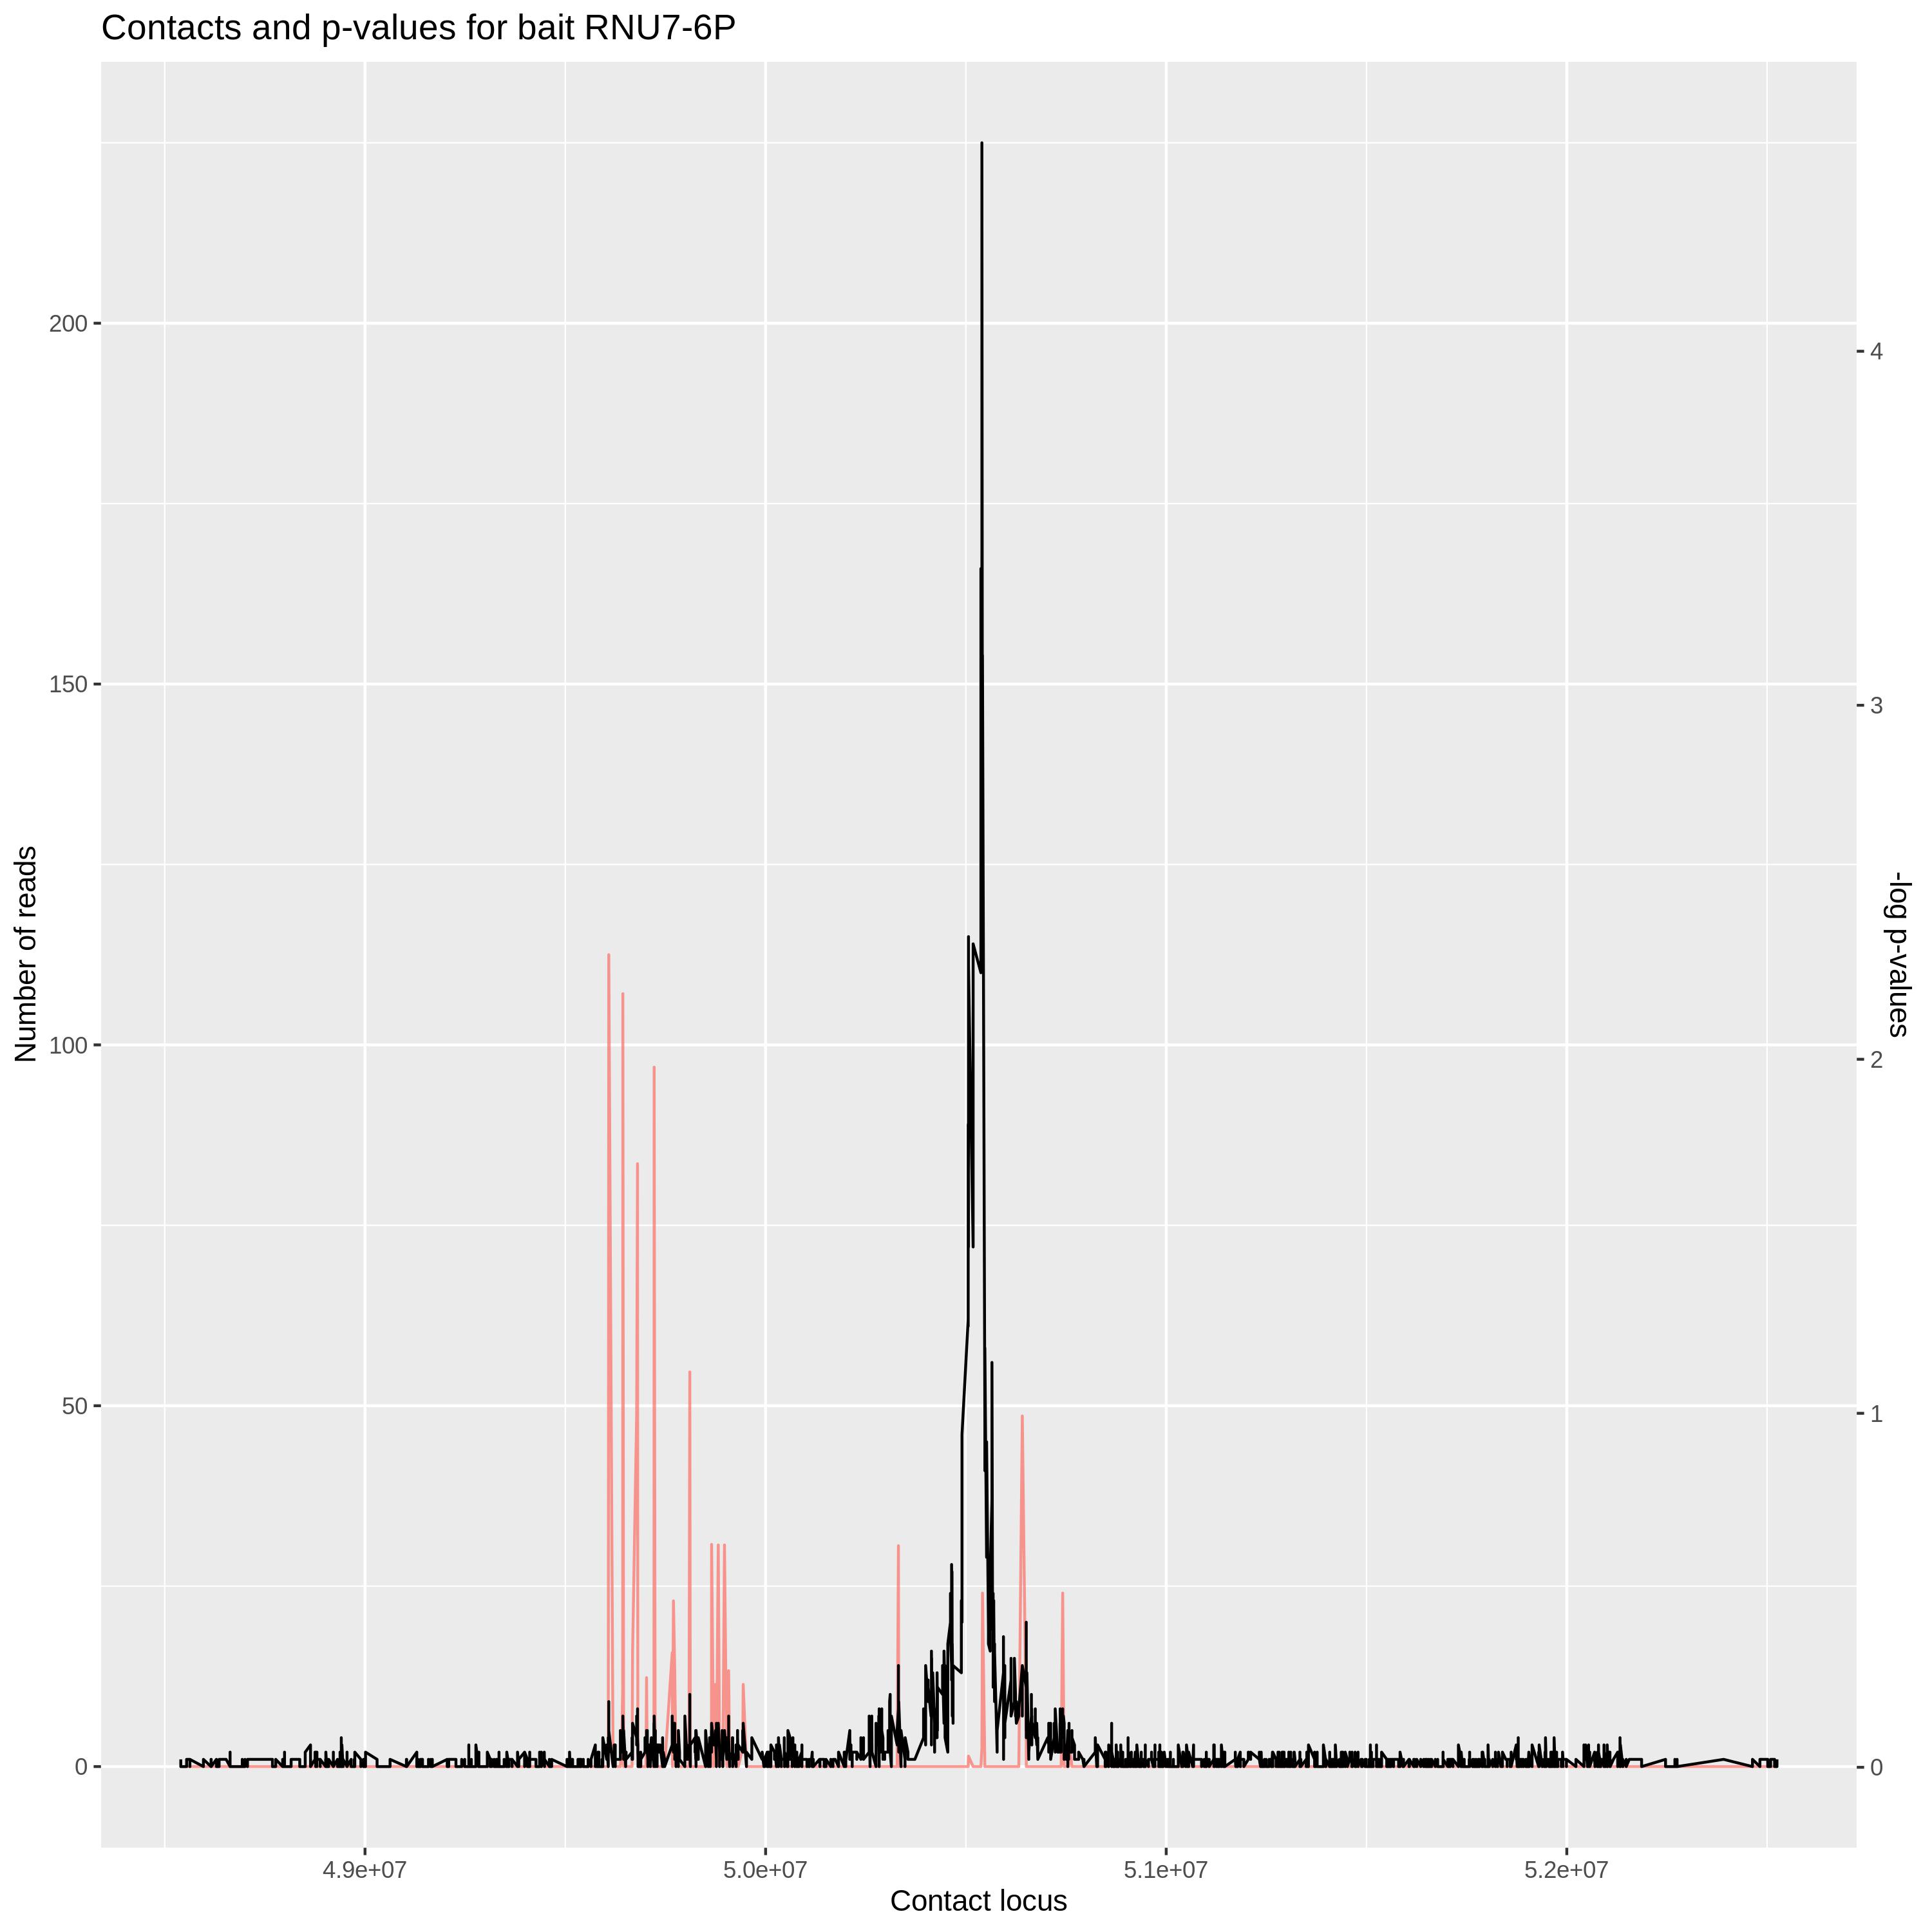 Contacts and p-values for bait RNU7-6P
200
150
100
50
0
Number of reads
4
3
2
1
0
-log p-values
4.9e+07 5.0e+07 5.1e+07 5.2e+07
Contact locus